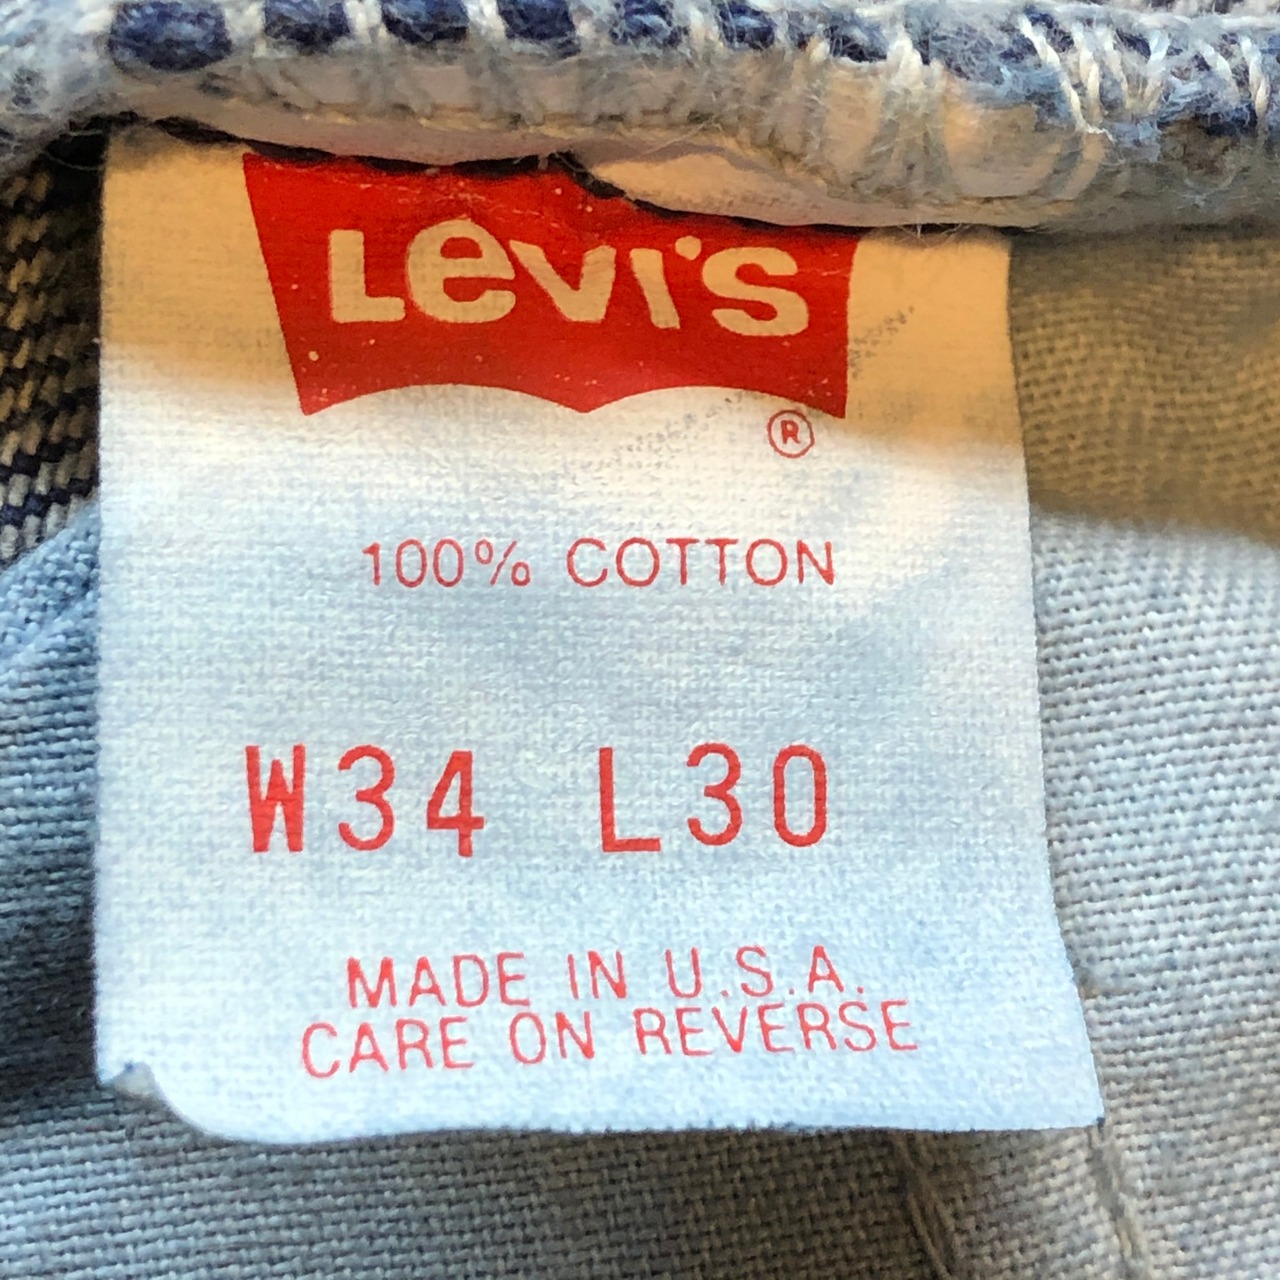 LEVI'S
®
100% COTTON
W34 L30
MADE IN U.S.A.
CARE ON REVERSE